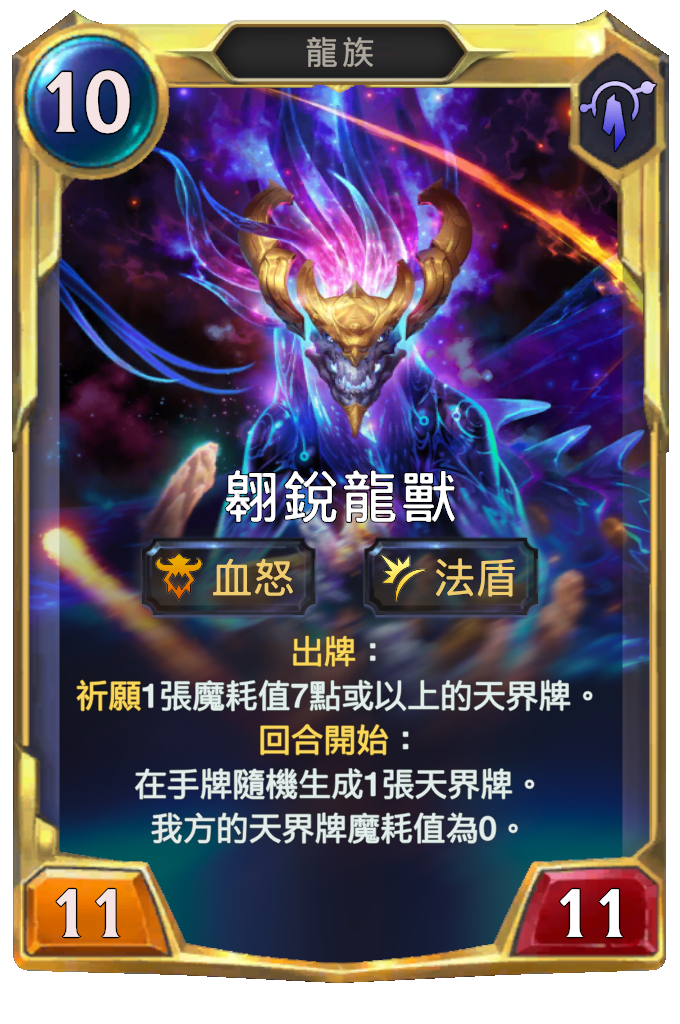 龍族
10
翱銳龍獸
血怒
法盾
出牌：
祈願1張魔耗值7點或以上的天界牌。
回合開始：
在手牌隨機生成1張天界牌。
我方的天界牌魔耗值為0。
11
11